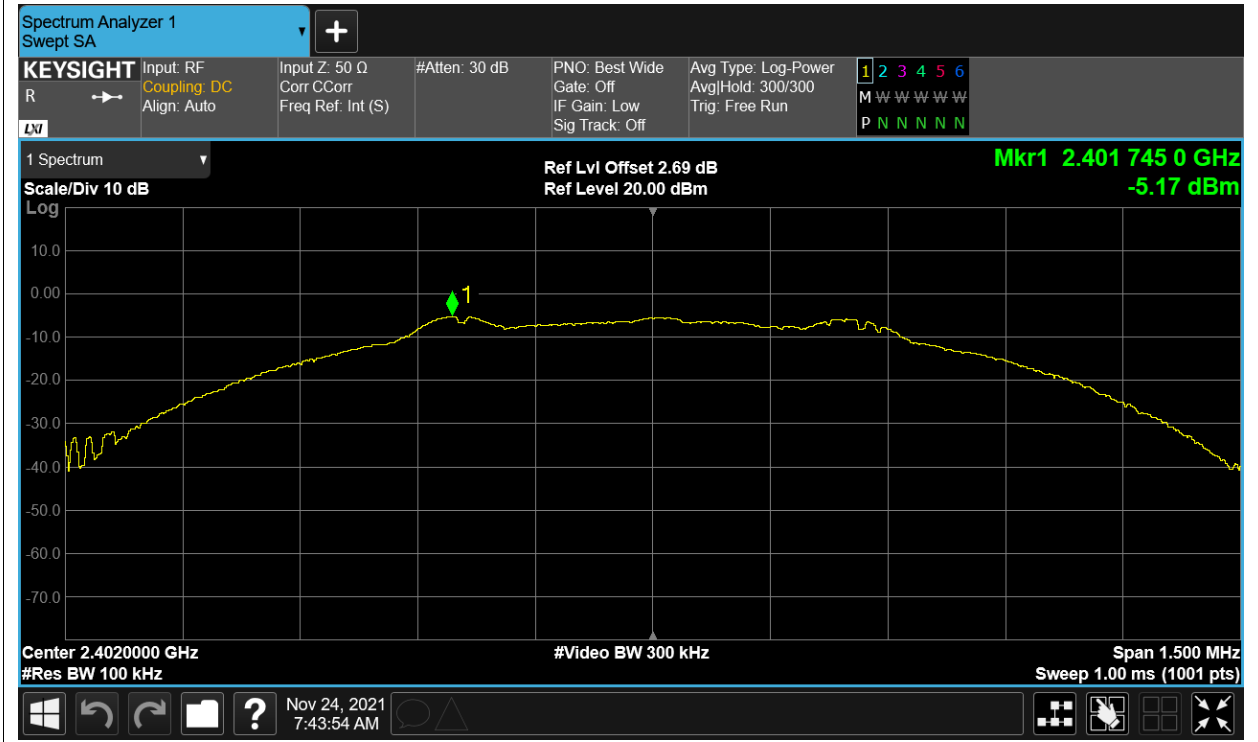 Spectrum Analyzer 1
Swept SA
+
KEYSIGHT
R
LXI
Input: RF
Coupling: DC
Align: Auto
Input Z: 50 Ω
Corr CCorr
Freq Ref: Int (S)
#Atten: 30 dB
PNO: Best Wide
Gate: Off
IF Gain: Low
Sig Track: Off
Avg Type: Log-Power
Avg|Hold: 300/300
Trig: Free Run
1 2 3 4 5 6
M W W W W W
P N N N N N
1 Spectrum
Scale/Div 10 dB
Log
Ref Lvl Offset 2.69 dB
Ref Level 20.00 dBm
Mkr1 2.401 745 0 GHz
-5.17 dBm
10.0
0.00
-10.0
-20.0
-30.0
-40.0
-50.0
-60.0
-70.0
1
Center 2.4020000 GHz
#Res BW 100 kHz
#Video BW 300 kHz
Span 1.500 MHz
Sweep 1.00 ms (1001 pts)
?
Nov 24, 2021
7:43:54 AM